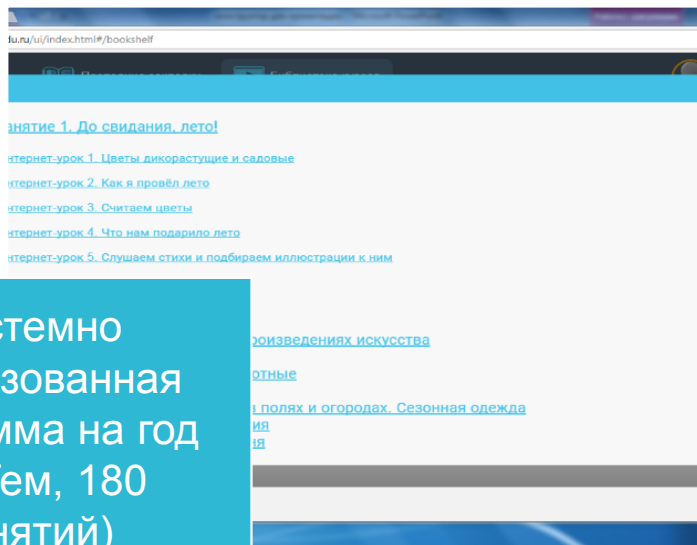 du.ru/ui/index.html#/bookshelf
анятие 1. До свидания, лето!
нтернет-урок 1. Цветы дикорастущие и садовые
нтернет-урок 2. Как я провёл лето
нтернет-урок 3. Считаем цветы
нтернет-урок 4. Что нам подарило лето
нтернет-урок 5. Слушаем стихи и подбираем иллюстрации к ним
роизведениях искусства
отные
в полях и огородах. Сезонная одежда
ия
ня
стемно
зованная
мма на год
ем, 180
нятий)